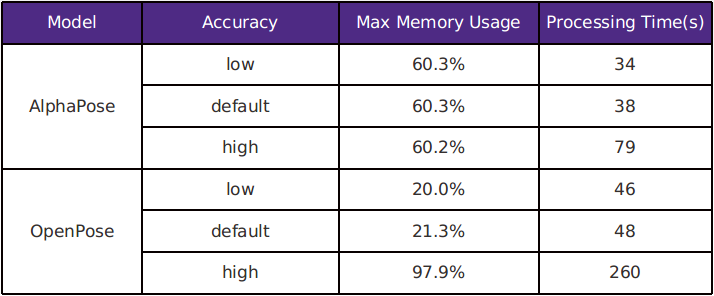 Model Accuracy Max Memory Usage Processing Time(s)
low 60.3% 34
AlphaPose default 60.3% 38
high 60.2% 79
low 20.0% 46
OpenPose default 21.3% 48
high 97.9% 260